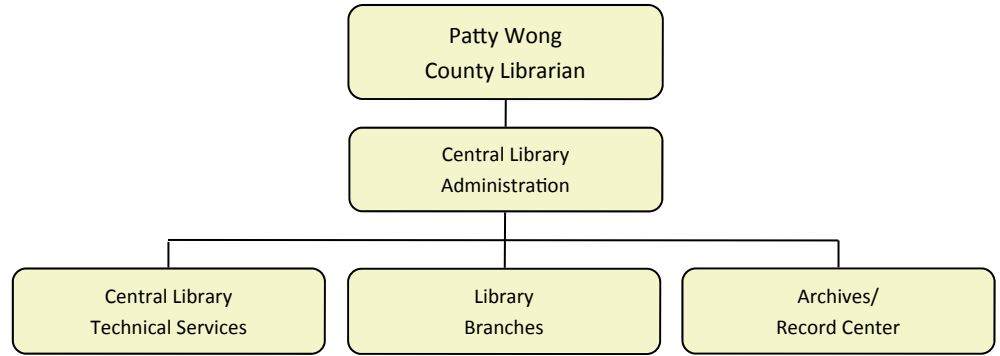 Patty Wong
County Librarian
Central Library
Administration
Central Library
Technical Services
Library
Branches
Archives/
Record Center